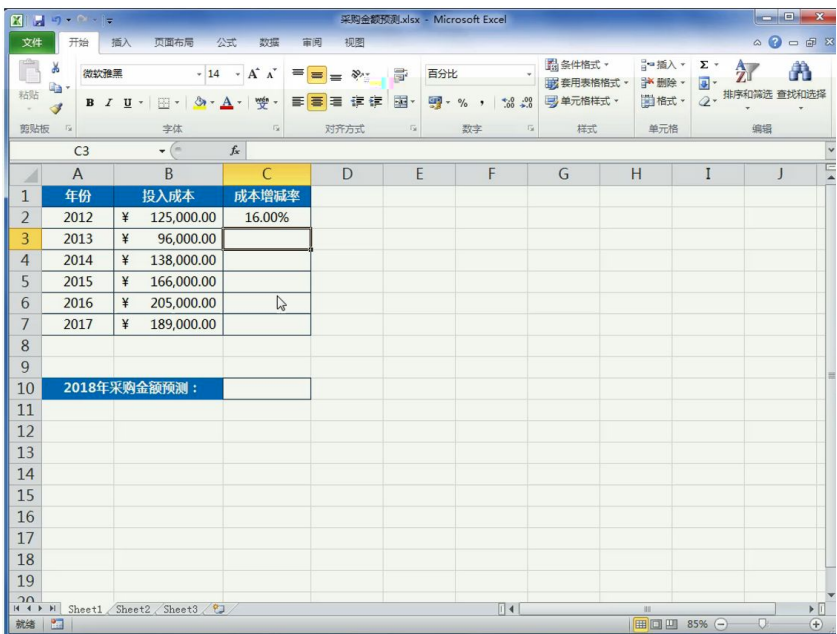 采购金额预测.xlsx - Microsoft Excel
文件 开始 插入 页面布局 公式 数据 审阅 视图
粘贴 微软雅黑 14 A A 百分比 条件格式 插入 Σ
B I U A wén % , .0 .00 套用表格格式 删除 排序和筛选 查找和选择
单元格样式 格式
剪贴板 字体 对齐方式 数字 样式 单元格 编辑
C3 fx
A B C D E F G H I J
1 年份 投入成本 成本增减率
2 2012 ¥ 125,000.00 16.00%
3 2013 ¥ 96,000.00
4 2014 ¥ 138,000.00
5 2015 ¥ 166,000.00
6 2016 ¥ 205,000.00
7 2017 ¥ 189,000.00
8
9
10 2018年采购金额预测：
11
12
13
14
15
16
17
18
19
20
Sheet1 Sheet2 Sheet3
就绪 85%